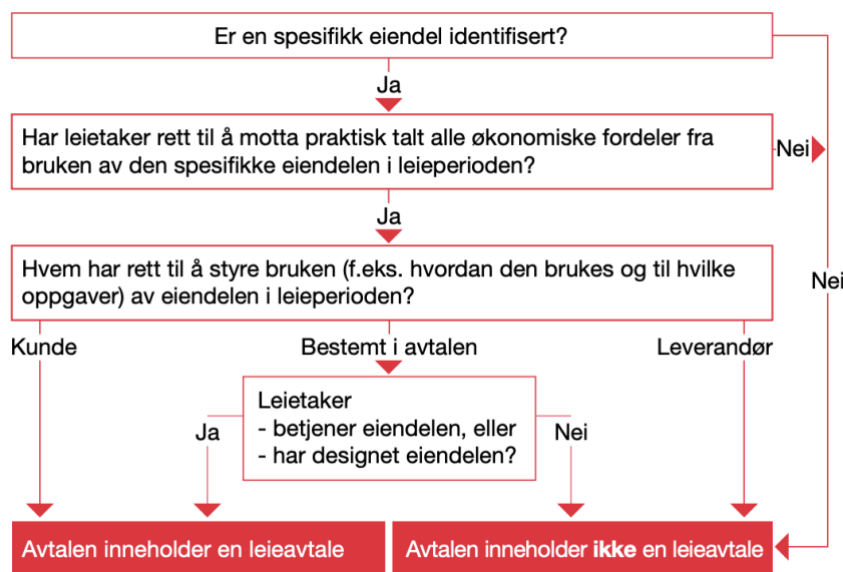 Er en spesifikk eiendel identifisert?
Ja
Har leietaker rett til å motta praktisk talt alle økonomiske fordeler fra
bruken av den spesifikke eiendelen i leieperioden?
Nei
Ja
Hvem har rett til å styre bruken (f.eks. hvordan den brukes og til hvilke
oppgaver) av eiendelen i leieperioden?
Nei
Kunde
Bestemt i avtalen
Leverandør
Leietaker
- betjener eiendelen, eller
- har designet eiendelen?
Ja
Nei
Avtalen inneholder en leieavtale
Avtalen inneholder ikke en leieavtale